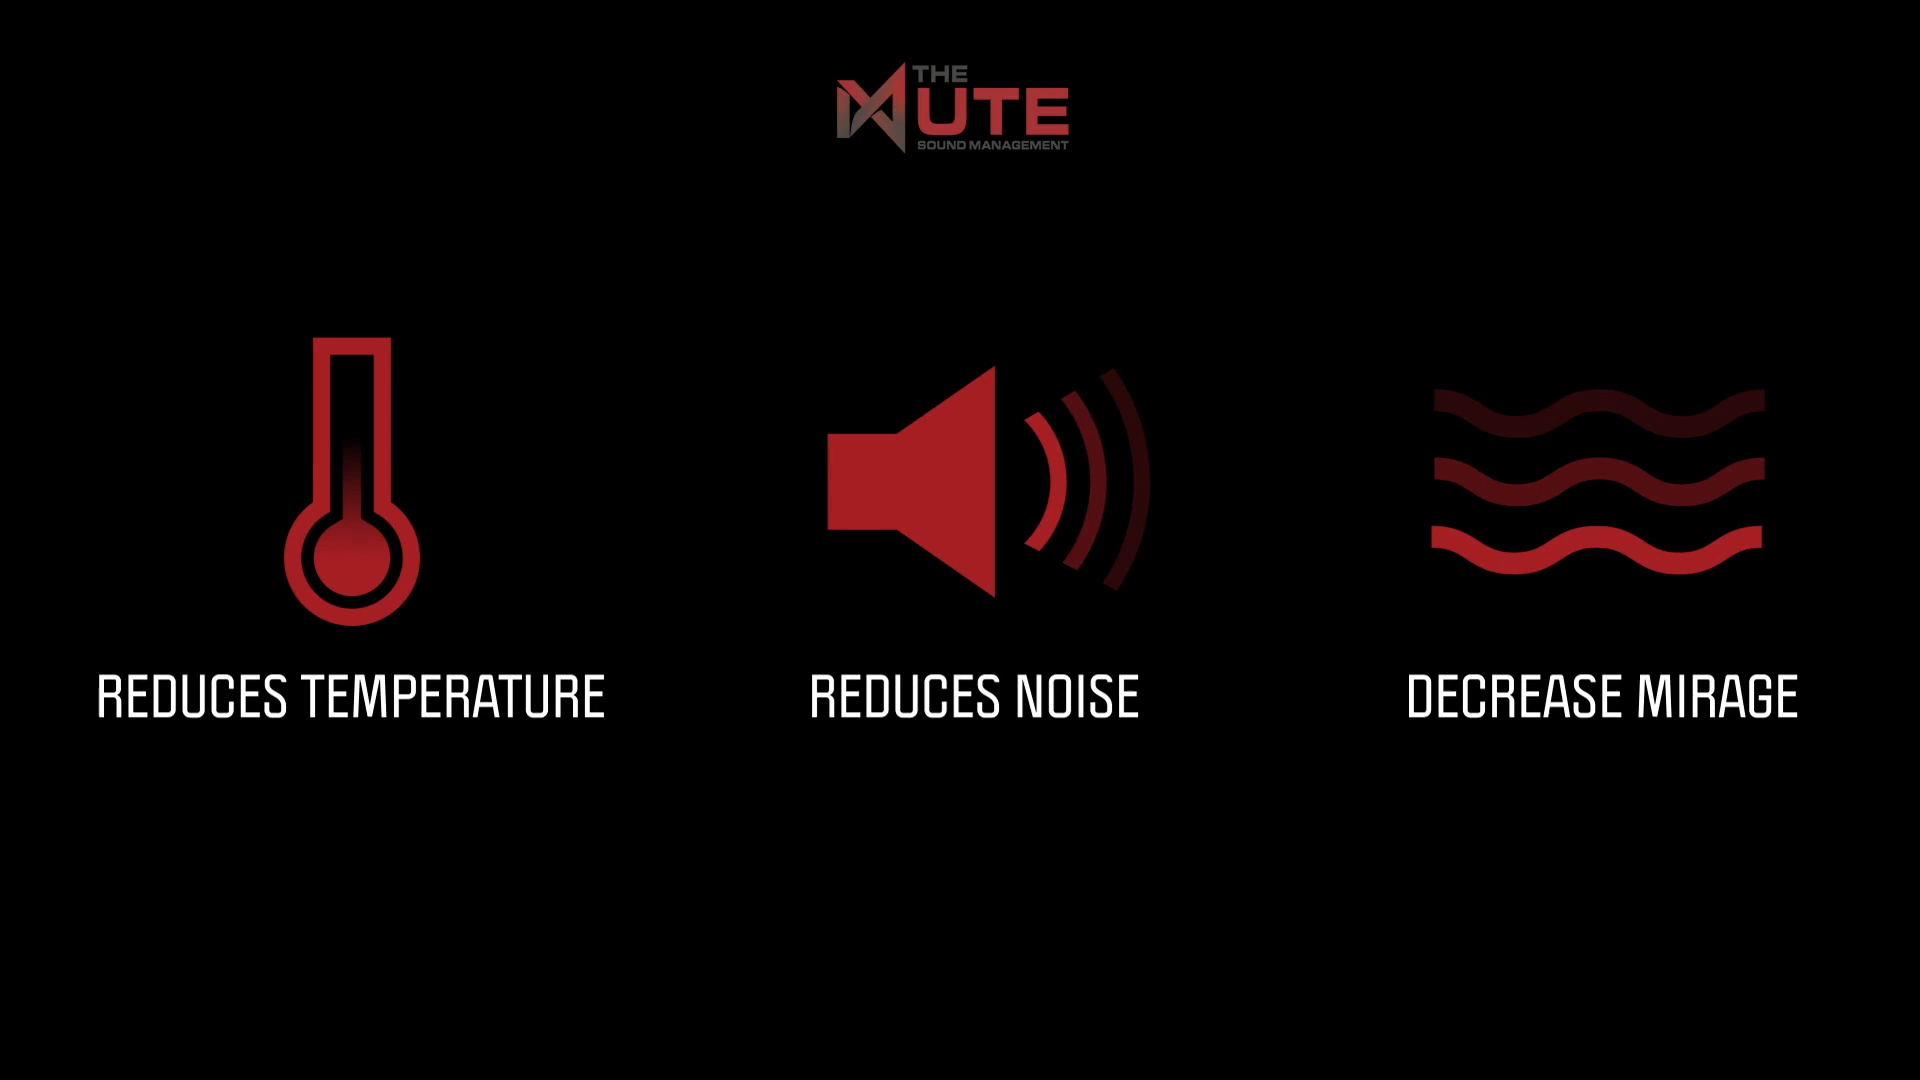 THE
MUTE
SOUND MANAGEMENT
REDUCES TEMPERATURE
REDUCES NOISE
DECREASE MIRAGE